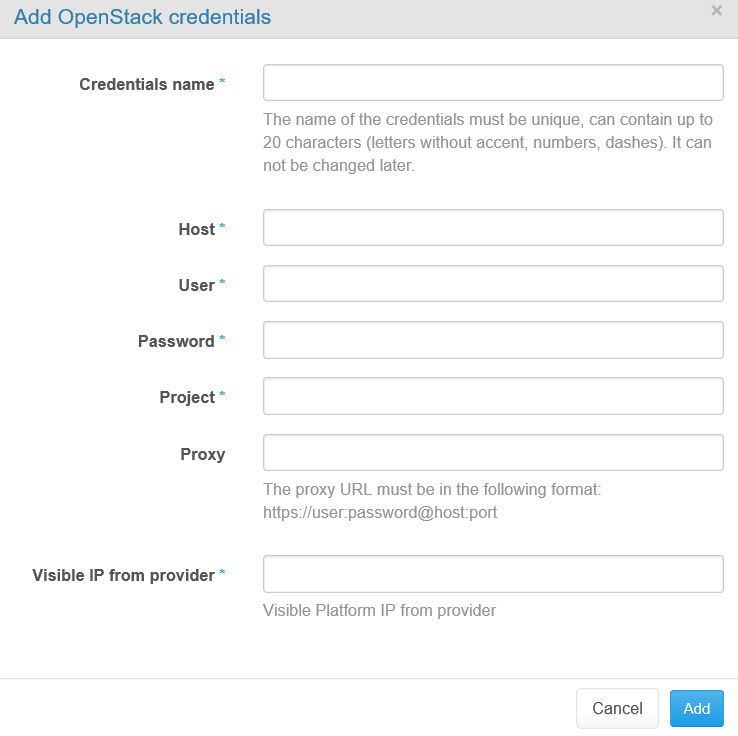 Add OpenStack credentials
×
Credentials name *
The name of the credentials must be unique, can contain up to
20 characters (letters without accent, numbers, dashes). It can
not be changed later.
Host *
User *
Password *
Project *
Proxy
The proxy URL must be in the following format:
https://user:password@host:port
Visible IP from provider *
Visible Platform IP from provider
Cancel
Add